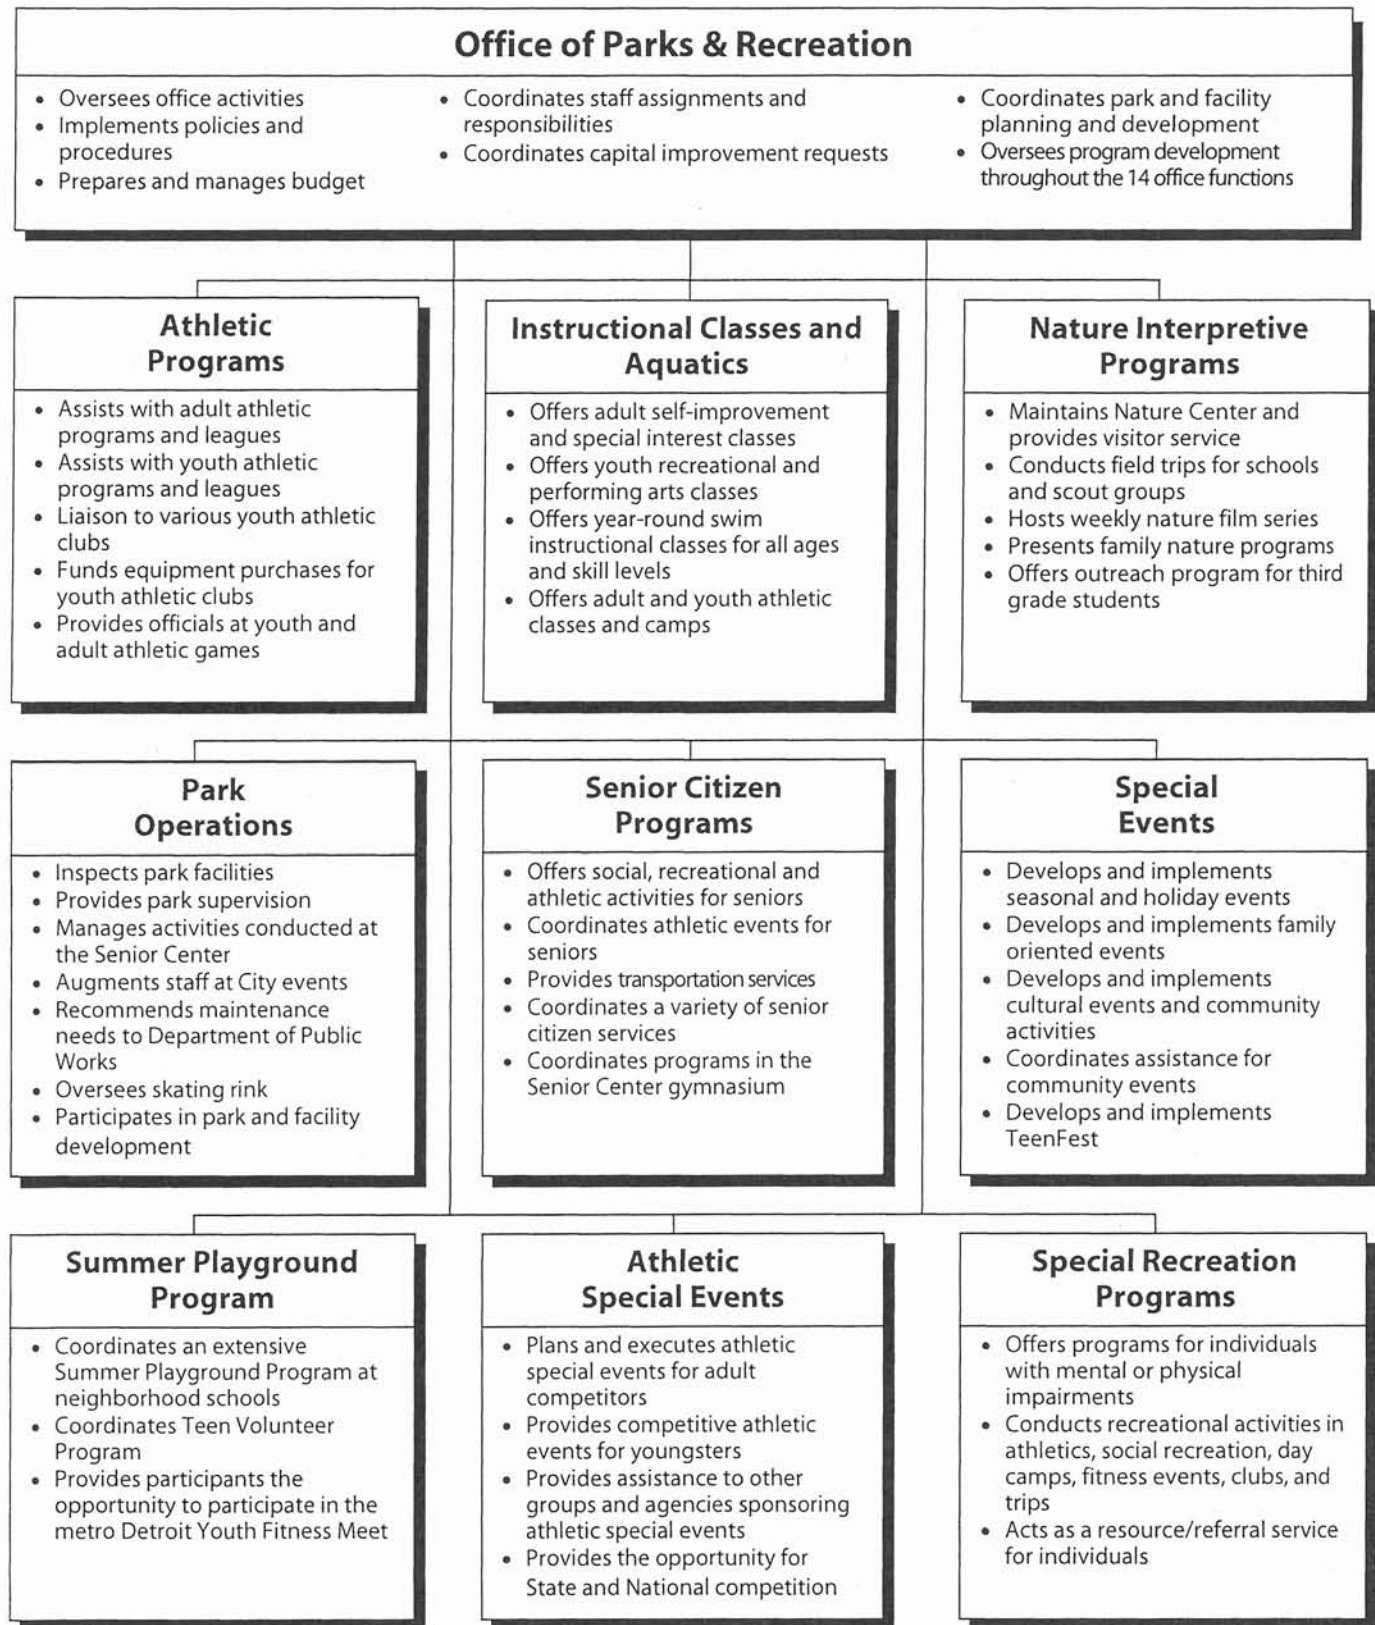 Office of Parks & Recreation
• Oversees office activities
• Implements policies and
procedures
• Prepares and manages budget
• Coordinates staff assignments and
responsibilities
• Coordinates capital improvement requests
• Coordinates park and facility
planning and development
• Oversees program development
throughout the 14 office functions
Athletic
Programs
• Assists with adult athletic
programs and leagues
• Assists with youth athletic
programs and leagues
• Liaison to various youth athletic
clubs
• Funds equipment purchases for
youth athletic clubs
• Provides officials at youth and
adult athletic games
Instructional Classes and
Aquatics
• Offers adult self-improvement
and special interest classes
• Offers youth recreational and
performing arts classes
• Offers year-round swim
instructional classes for all ages
and skill levels
• Offers adult and youth athletic
classes and camps
Nature Interpretive
Programs
• Maintains Nature Center and
provides visitor service
• Conducts field trips for schools
and scout groups
• Hosts weekly nature film series
• Presents family nature programs
• Offers outreach program for third
grade students
Park
Operations
• Inspects park facilities
• Provides park supervision
• Manages activities conducted at
the Senior Center
• Augments staff at City events
• Recommends maintenance
needs to Department of Public
Works
• Oversees skating rink
• Participates in park and facility
development
Senior Citizen
Programs
• Offers social, recreational and
athletic activities for seniors
• Coordinates athletic events for
seniors
• Provides transportation services
• Coordinates a variety of senior
citizen services
• Coordinates programs in the
Senior Center gymnasium
Special
Events
• Develops and implements
seasonal and holiday events
• Develops and implements family
oriented events
• Develops and implements
cultural events and community
activities
• Coordinates assistance for
community events
• Develops and implements
TeenFest
Summer Playground
Program
• Coordinates an extensive
Summer Playground Program at
neighborhood schools
• Coordinates Teen Volunteer
Program
• Provides participants the
opportunity to participate in the
metro Detroit Youth Fitness Meet
Athletic
Special Events
• Plans and executes athletic
special events for adult
competitors
• Provides competitive athletic
events for youngsters
• Provides assistance to other
groups and agencies sponsoring
athletic special events
• Provides the opportunity for
State and National competition
Special Recreation
Programs
• Offers programs for individuals
with mental or physical
impairments
• Conducts recreational activities in
athletics, social recreation, day
camps, fitness events, clubs, and
trips
• Acts as a resource/referral service
for individuals